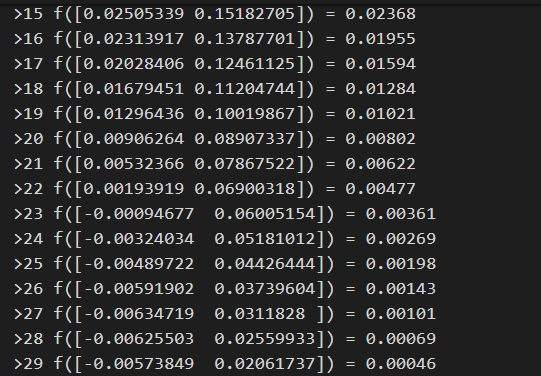 >15 f([0.02505339 0.15182705]) = 0.02368
>16 f([0.02313917 0.13787701]) = 0.01955
>17 f([0.02028406 0.12461125]) = 0.01594
>18 f([0.01679451 0.11204744]) = 0.01284
>19 f([0.01296436 0.10019867]) = 0.01021
>20 f([0.00906264 0.08907337]) = 0.00802
>21 f([0.00532366 0.07867522]) = 0.00622
>22 f([0.00193919 0.06900318]) = 0.00477
>23 f([-0.00094677  0.06005154]) = 0.00361
>24 f([-0.00324034  0.05181012]) = 0.00269
>25 f([-0.00489722  0.04426444]) = 0.00198
>26 f([-0.00591902  0.03739604]) = 0.00143
>27 f([-0.00634719  0.0311828 ]) = 0.00101
>28 f([-0.00625503  0.02559933]) = 0.00069
>29 f([-0.00573849  0.02061737]) = 0.00046